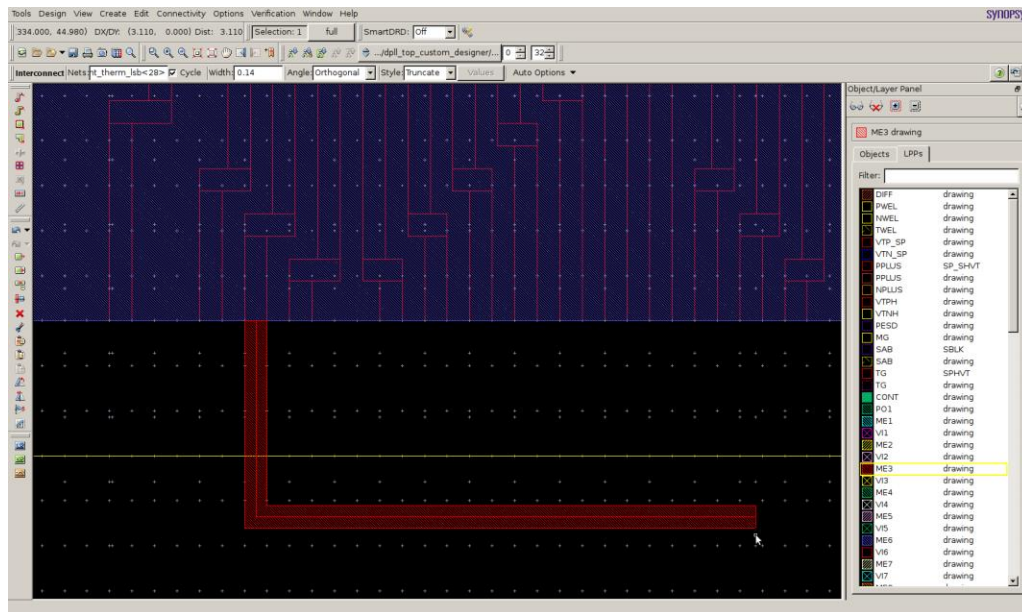 Tools Design View Create Edit Connectivity Options Verification Window Help
SYNOPS
334.000, 44.980) DX/DY: (3.110, 0.000) Dist: 3.110 Selection: 1 full SmartDRD: Off
.../dpll_top_custom_designer/... 0 32
Interconnect Nets: nt_therm_lsb<28> Cycle Width: 0.14 Angle: Orthogonal Style: Truncate Values Auto Options
Object/Layer Panel
ME3 drawing
Objects LPPs
Filter:
DIFF drawing
PWEL drawing
NWEL drawing
TWEL drawing
VTP_SP drawing
VTN_SP drawing
PPLUS SP_SHVT
PPLUS drawing
NPLUS drawing
VTPH drawing
VTNH drawing
PESD drawing
MG drawing
SAB SBLK
SAB drawing
TG SPHVT
TG drawing
CONT drawing
PO1 drawing
ME1 drawing
VI1 drawing
ME2 drawing
VI2 drawing
ME3 drawing
VI3 drawing
ME4 drawing
VI4 drawing
ME5 drawing
VI5 drawing
ME6 drawing
VI6 drawing
ME7 drawing
VI7 drawing